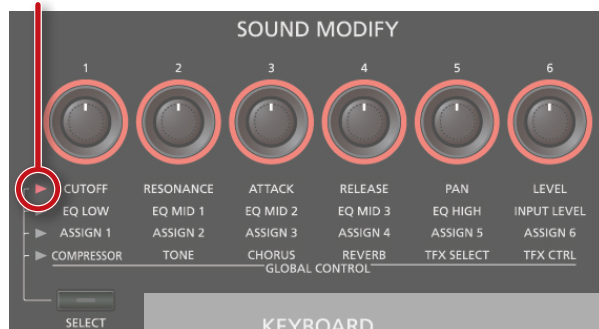 SOUND MODIFY
1 2 3 4 5 6
CUTOFF RESONANCE ATTACK RELEASE PAN LEVEL
EQ LOW EQ MID 1 EQ MID 2 EQ MID 3 EQ HIGH INPUT LEVEL
ASSIGN 1 ASSIGN 2 ASSIGN 3 ASSIGN 4 ASSIGN 5 ASSIGN 6
COMPRESSOR TONE CHORUS REVERB TFX SELECT TFX CTRL
GLOBAL CONTROL
SELECT
KEYBOARD